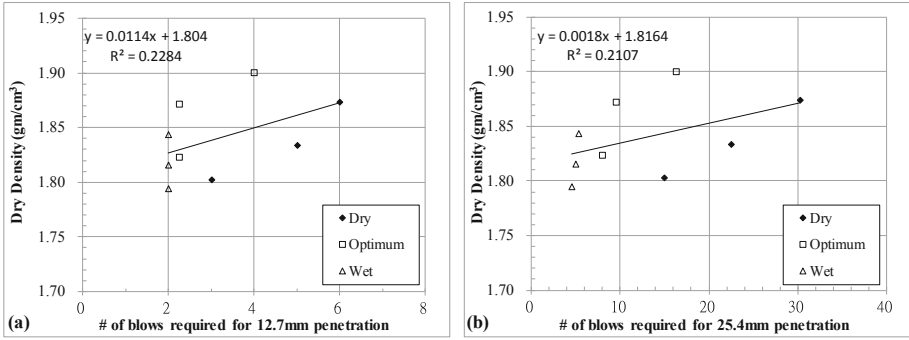 1.95
1.90
1.85
1.80
1.75
1.70
Dry Density (gm/cm³)
y = 0.0114x + 1.804
R² = 0.2284
Dry
Optimum
Wet
0 2 4 6 8
(a) # of blows required for 12.7mm penetration
1.95
1.90
1.85
1.80
1.75
1.70
Dry Density (gm/cm³)
y = 0.0018x + 1.8164
R² = 0.2107
Dry
Optimum
Wet
0 10 20 30 40
(b) # of blows required for 25.4mm penetration